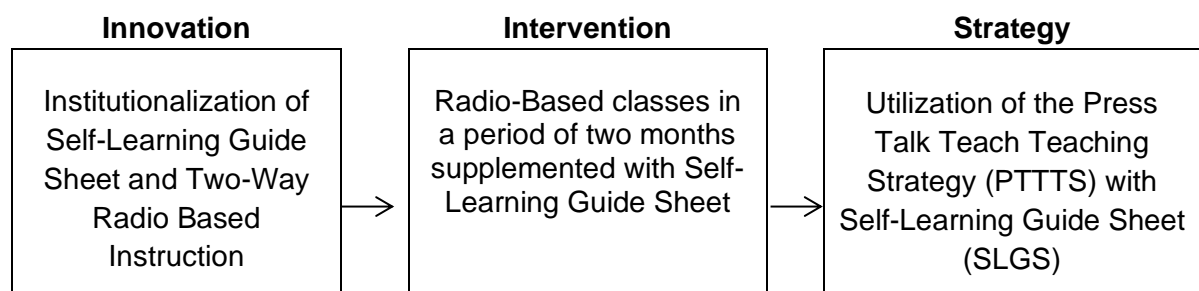 Innovation
Institutionalization of
Self-Learning Guide
Sheet and Two-Way
Radio Based
Instruction
Intervention
Radio-Based classes in
a period of two months
supplemented with Self-
Learning Guide Sheet
Strategy
Utilization of the Press
Talk Teach Teaching
Strategy (PTTTS) with
Self-Learning Guide Sheet
(SLGS)